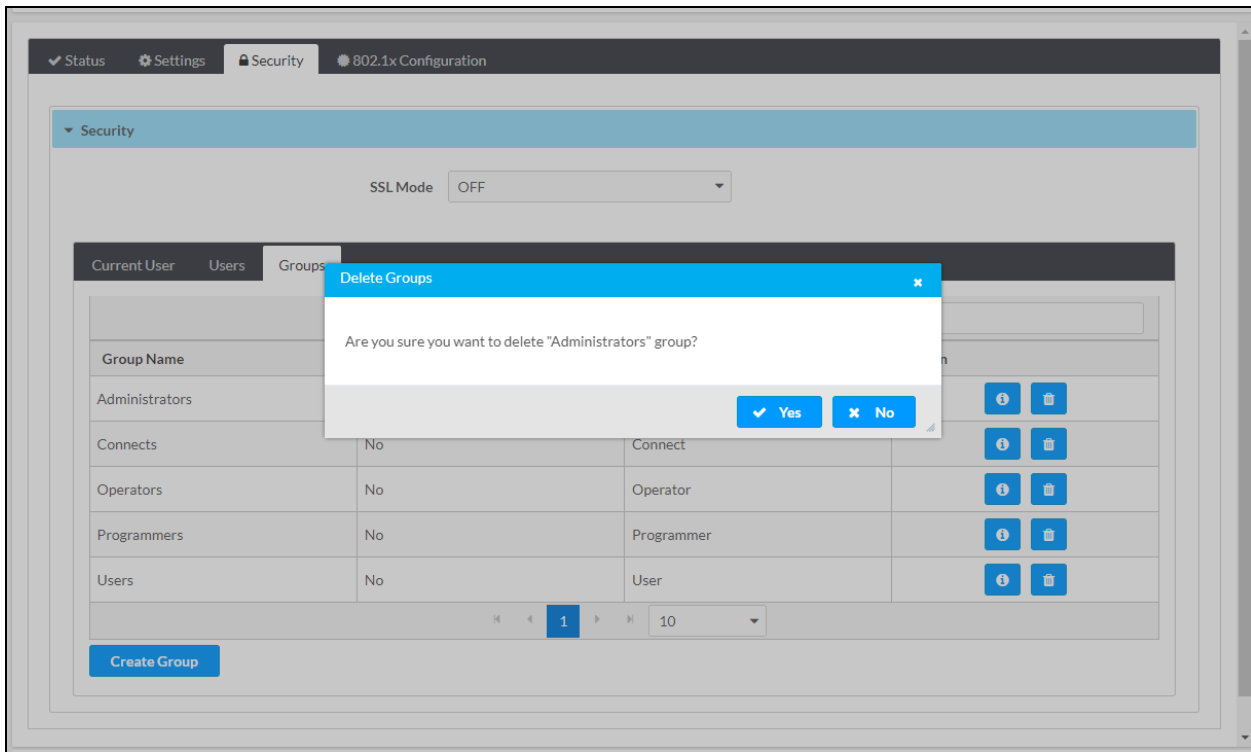 Status Settings Security 802.1x Configuration
Security
SSL Mode OFF
Current User Users Groups
Delete Groups
Are you sure you want to delete "Administrators" group?
Yes No
Group Name n
Administrators
Connects No Connect
Operators No Operator
Programmers No Programmer
Users No User
1 10
Create Group